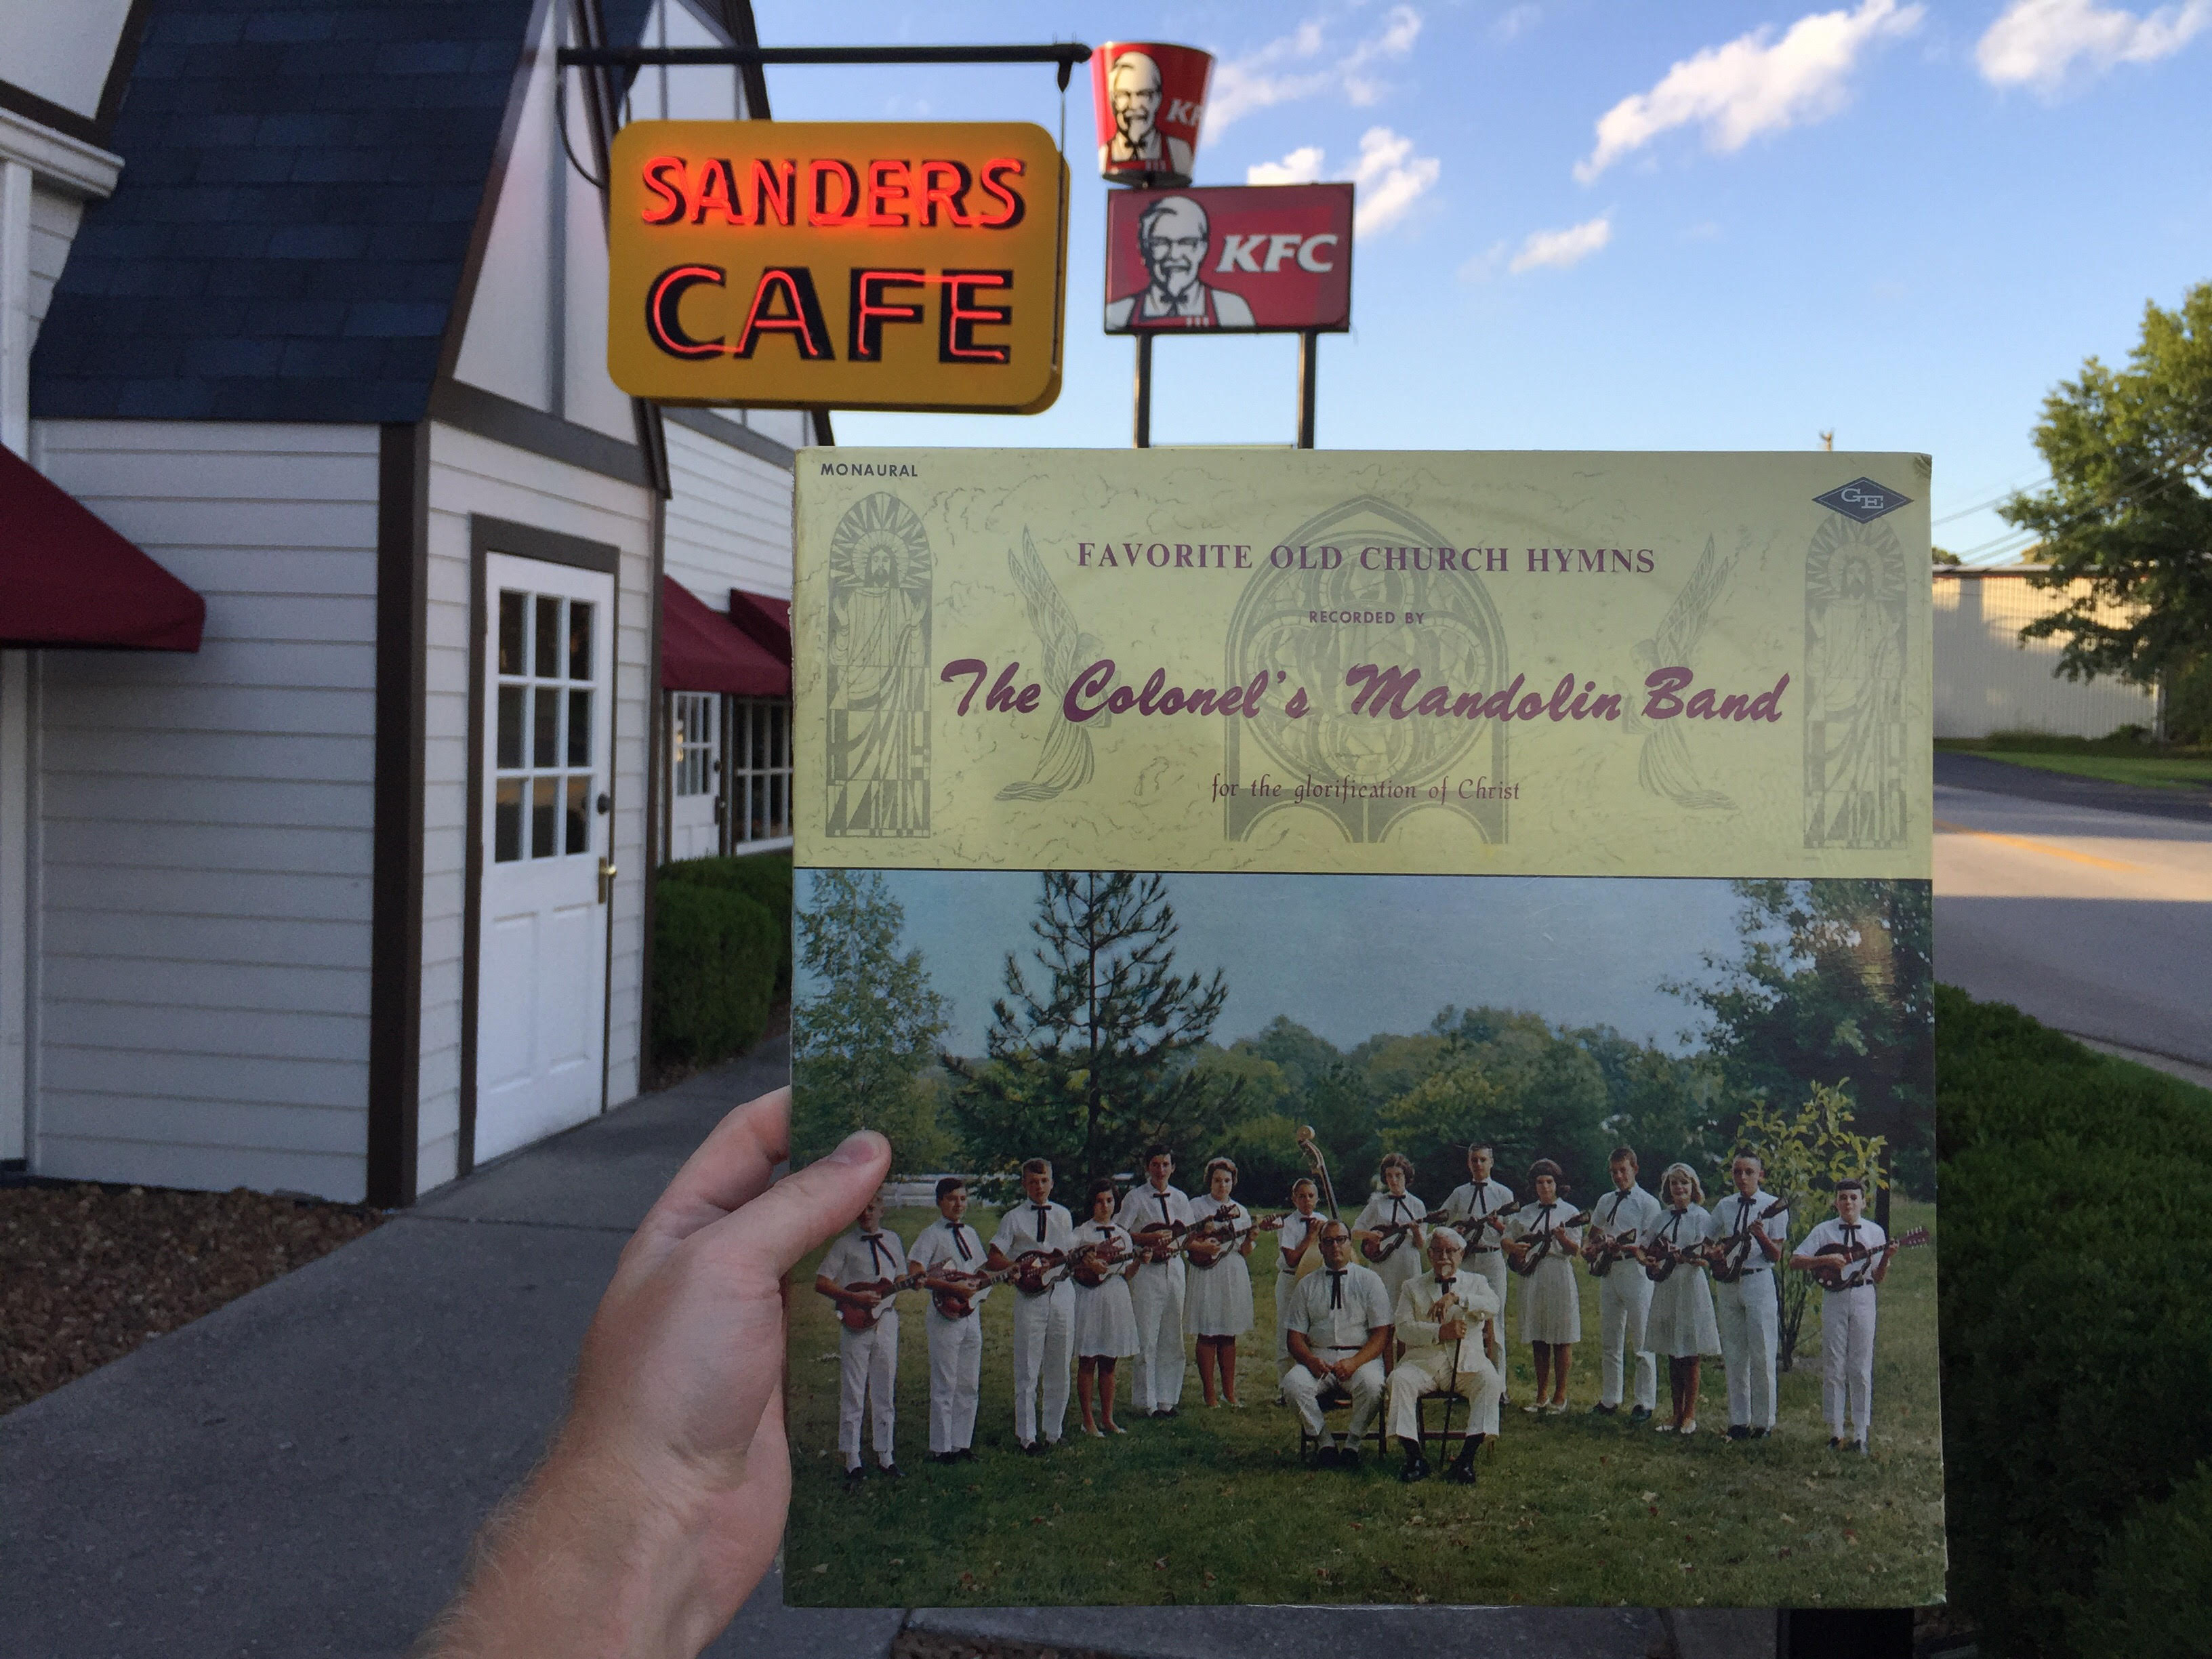 SANDERS
CAFE
KF
KFC
MONAURAL
GE
FAVORITE OLD CHURCH HYMNS
RECORDED BY
The Colonel's Mandolin Band
for the glorification of Christ